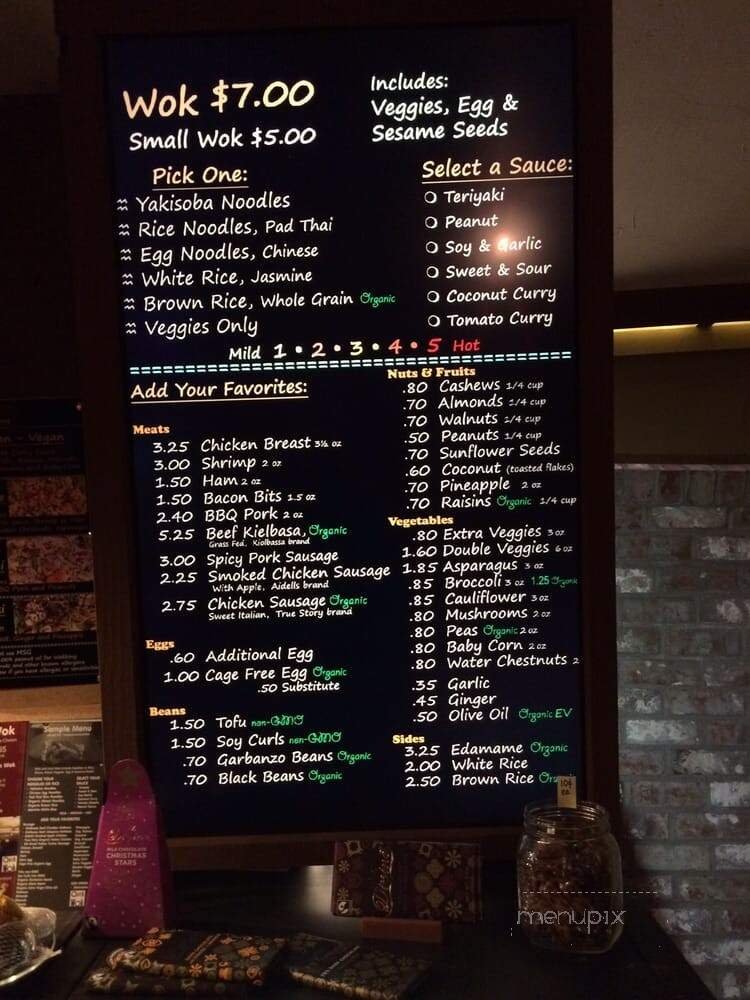 Wok $7.00
Small Wok $5.00
Includes:
Veggies, Egg &
Sesame Seeds
Pick One:
Yakisoba Noodles
Rice Noodles, Pad Thai
Egg Noodles, Chinese
White Rice, Jasmine
Brown Rice, Whole Grain Organic
Veggies Only
Select a Sauce:
Teriyaki
Peanut
Soy & Garlic
Sweet & Sour
Coconut Curry
Tomato Curry
Mild 1 • 2 • 3 • 4 • 5 Hot
Add Your Favorites:
Meats
3.25 Chicken Breast 3½ oz
3.00 Shrimp 2 oz
1.50 Ham 2 oz
1.50 Bacon Bits 1.5 oz
2.40 BBQ Pork 2 oz
5.25 Beef Kielbasa, Organic
Grass Fed, Kiolbassa brand
3.00 Spicy Pork Sausage
2.25 Smoked Chicken Sausage
With Apple, Aidells brand
2.75 Chicken Sausage Organic
Sweet Italian, True Story brand
Eggs
.60 Additional Egg
1.00 Cage Free Egg Organic
.50 Substitute
Beans
1.50 Tofu non-GMO
1.50 Soy Curls non-GMO
.70 Garbanzo Beans Organic
.70 Black Beans Organic
Nuts & Fruits
.80 Cashews 1/4 cup
.70 Almonds 1/4 cup
.70 Walnuts 1/4 cup
.50 Peanuts 1/4 cup
.70 Sunflower Seeds
.60 Coconut (toasted flakes)
.70 Pineapple 2 oz
.70 Raisins Organic 1/4 cup
Vegetables
.80 Extra Veggies 3 oz
1.60 Double Veggies 6 oz
1.85 Asparagus 3 oz
.85 Broccoli 3 oz 1.25 Organic
.85 Cauliflower 3 oz
.80 Mushrooms 2 oz
.80 Peas Organic 2 oz
.80 Baby Corn 2 oz
.80 Water Chestnuts 2
.35 Garlic
.45 Ginger
.50 Olive Oil Organic EV
Sides
3.25 Edamame Organic
2.00 White Rice
2.50 Brown Rice
Vegan
Sample Menu
MILK CHOCOLATE
CHRISTMAS
STARS
Divine
10¢
ea.
menupix